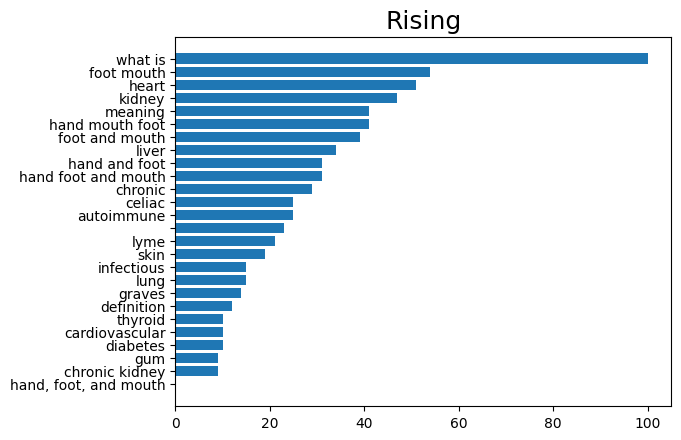 Rising
what is
foot mouth
heart
kidney
meaning
hand mouth foot
foot and mouth
liver
hand and foot
hand foot and mouth
chronic
celiac
autoimmune
lyme
skin
infectious
lung
graves
definition
thyroid
cardiovascular
diabetes
gum
chronic kidney
hand, foot, and mouth
0 20 40 60 80 100